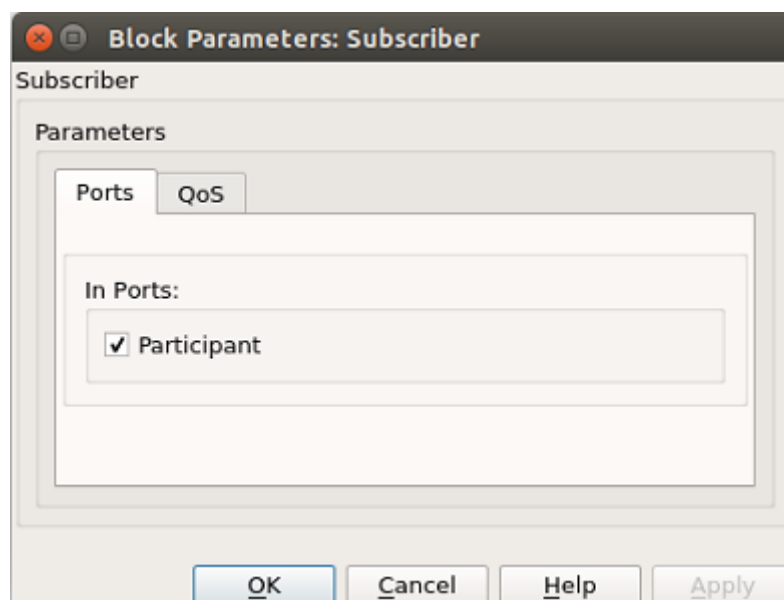 Block Parameters: Subscriber
Subscriber
Parameters
Ports QoS
In Ports:
Participant
OK Cancel Help Apply